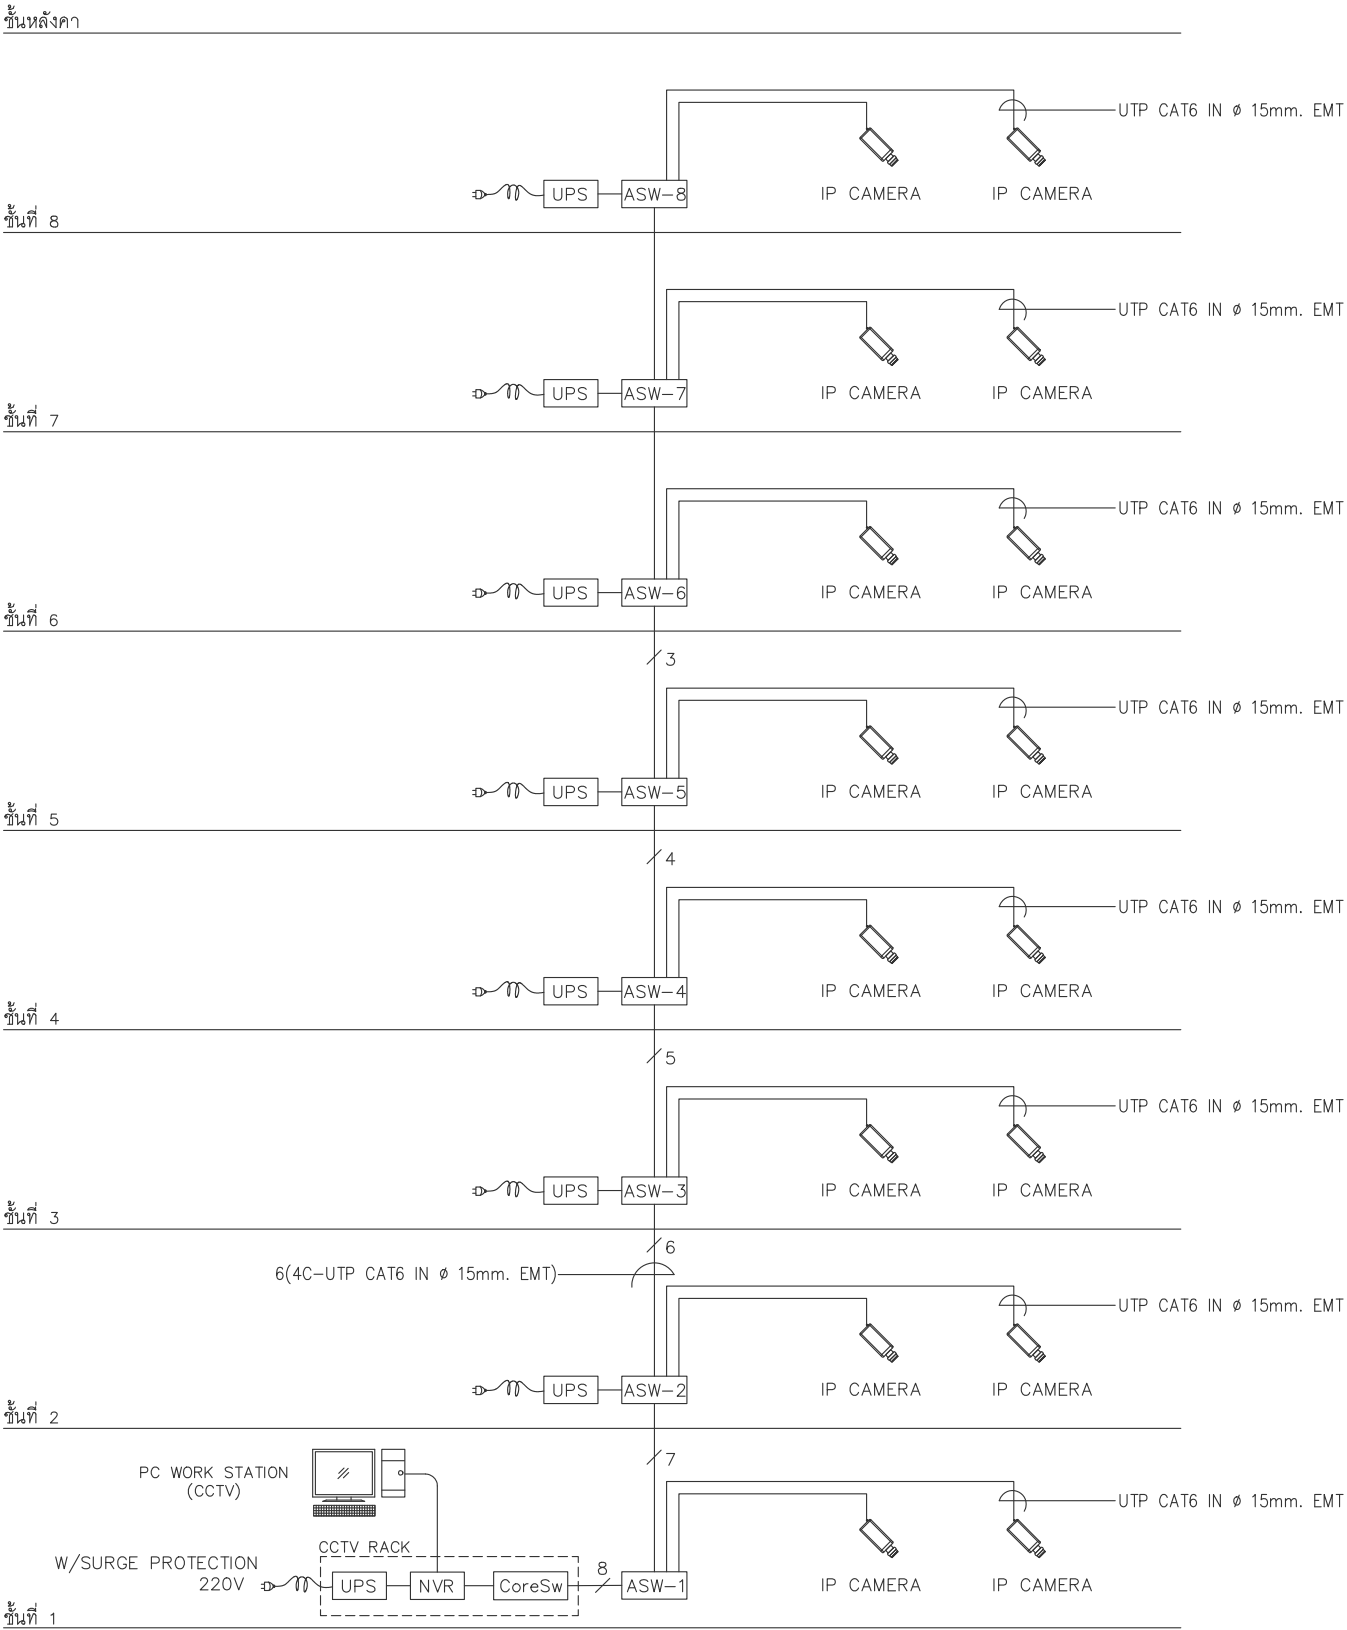 ชั้นหลังคา
UTP CAT6 IN ø 15mm. EMT
UPS ASW-8 IP CAMERA IP CAMERA
ชั้นที่ 8
UTP CAT6 IN ø 15mm. EMT
UPS ASW-7 IP CAMERA IP CAMERA
ชั้นที่ 7
UTP CAT6 IN ø 15mm. EMT
UPS ASW-6 IP CAMERA IP CAMERA
ชั้นที่ 6
3
UTP CAT6 IN ø 15mm. EMT
UPS ASW-5 IP CAMERA IP CAMERA
ชั้นที่ 5
4
UTP CAT6 IN ø 15mm. EMT
UPS ASW-4 IP CAMERA IP CAMERA
ชั้นที่ 4
5
UTP CAT6 IN ø 15mm. EMT
UPS ASW-3 IP CAMERA IP CAMERA
ชั้นที่ 3
6
6(4C-UTP CAT6 IN ø 15mm. EMT)
UTP CAT6 IN ø 15mm. EMT
UPS ASW-2 IP CAMERA IP CAMERA
ชั้นที่ 2
7
PC WORK STATION
(CCTV)
UTP CAT6 IN ø 15mm. EMT
CCTV RACK
W/SURGE PROTECTION
220V
UPS NVR CoreSw 8 ASW-1 IP CAMERA IP CAMERA
ชั้นที่ 1